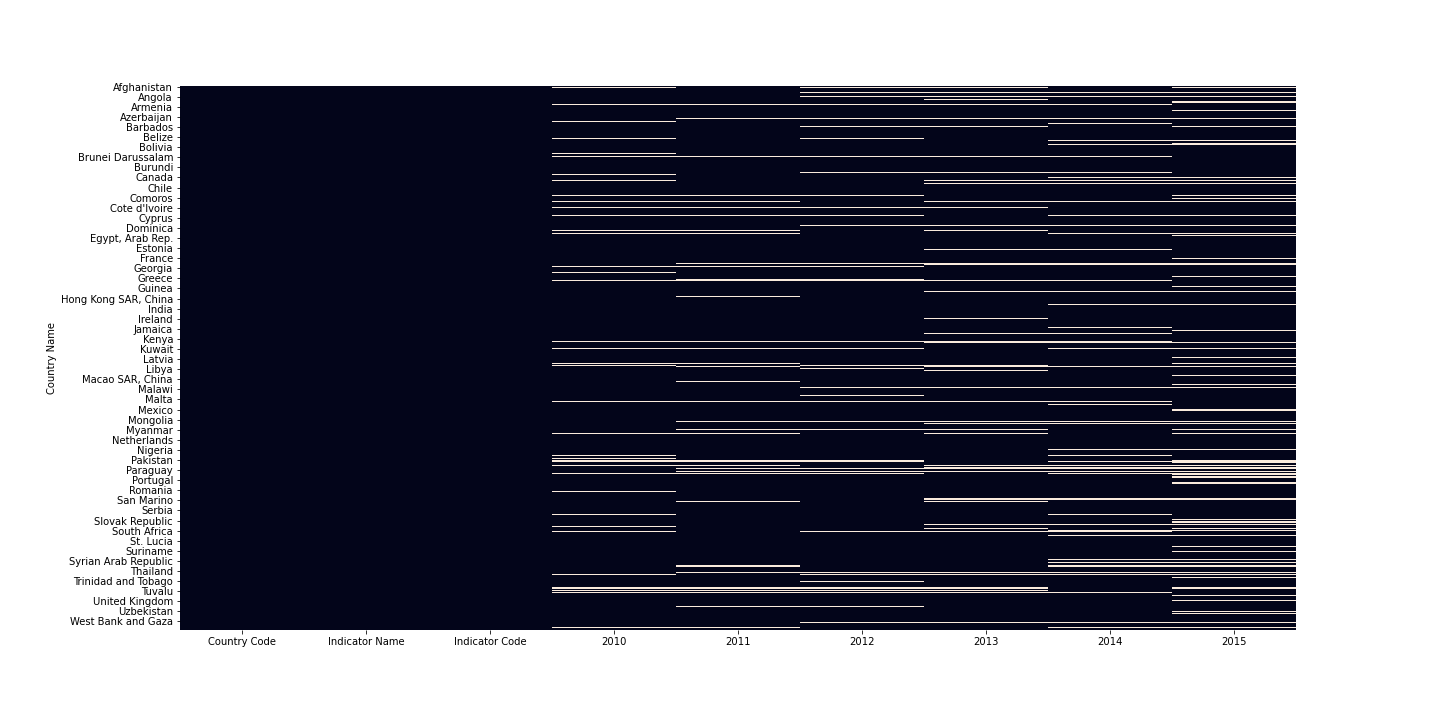 Country Name
Afghanistan
Angola
Armenia
Azerbaijan
Barbados
Belize
Bolivia
Brunei Darussalam
Burundi
Canada
Chile
Comoros
Cote d'Ivoire
Cyprus
Dominica
Egypt, Arab Rep.
Estonia
France
Georgia
Greece
Guinea
Hong Kong SAR, China
India
Ireland
Jamaica
Kenya
Kuwait
Latvia
Libya
Macao SAR, China
Malawi
Malta
Mexico
Mongolia
Myanmar
Netherlands
Nigeria
Pakistan
Paraguay
Portugal
Romania
San Marino
Serbia
Slovak Republic
South Africa
St. Lucia
Suriname
Syrian Arab Republic
Thailand
Trinidad and Tobago
Tuvalu
United Kingdom
Uzbekistan
West Bank and Gaza
Country Code Indicator Name Indicator Code 2010 2011 2012 2013 2014 2015